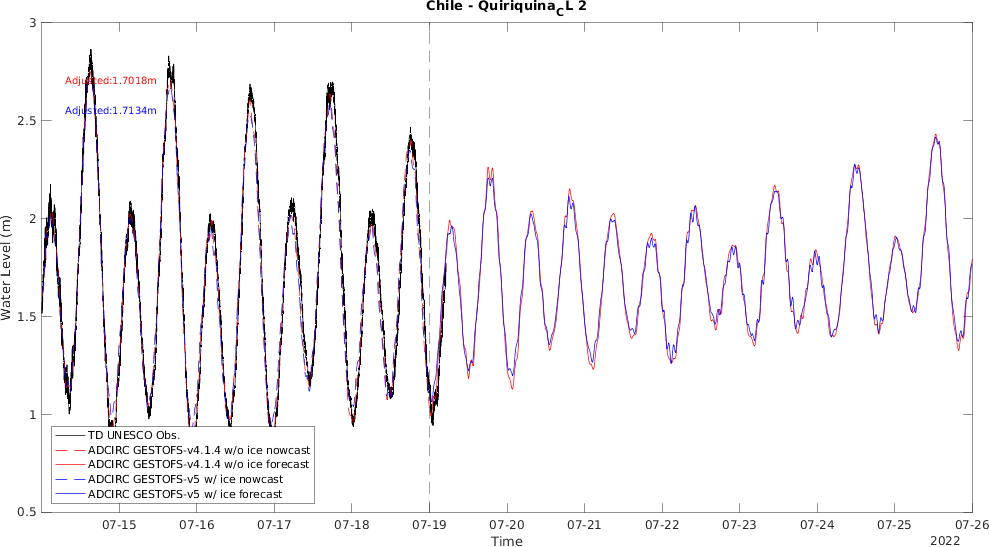 Chile - Quiriquina_CL 2
3
Adjusted:1.7018m
Adjusted:1.7134m
2.5
2
1.5
1
0.5
Water Level (m)
TD UNESCO Obs.
ADCIRC GESTOFS-v4.1.4 w/o ice nowcast
ADCIRC GESTOFS-v4.1.4 w/o ice forecast
ADCIRC GESTOFS-v5 w/ ice nowcast
ADCIRC GESTOFS-v5 w/ ice forecast
07-15 07-16 07-17 07-18 07-19 07-20 07-21 07-22 07-23 07-24 07-25 07-26
Time
2022